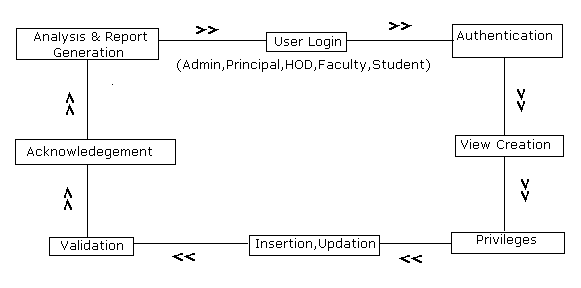 Analysis & Report
Generation
>>
User Login
>>
Authentication
(Admin,Principal,HOD,Faculty,Student)
Acknowledegement
View Creation
Validation
<<
Insertion,Updation
<<
Privileges